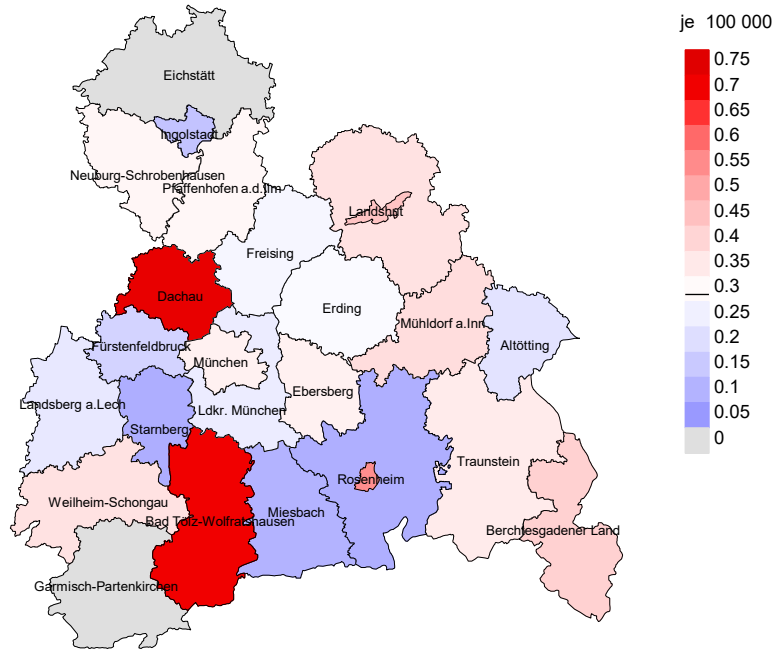 je 100 000
0.75
0.7
0.65
0.6
0.55
0.5
0.45
0.4
0.35
0.3
0.25
0.2
0.15
0.1
0.05
0
Eichstätt
Ingolstadt
Neuburg-Schrobenhausen
Pfaffenhofen a.d.Ilm
Landshut
Freising
Dachau
Erding
Mühldorf a.Inn
Altötting
Fürstenfeldbruck
München
Ebersberg
Landsberg a.Lech
Ldkr. München
Starnberg
Traunstein
Rosenheim
Weilheim-Schongau
Miesbach
Bad Tölz-Wolfratshausen
Berchtesgadener Land
Garmisch-Partenkirchen